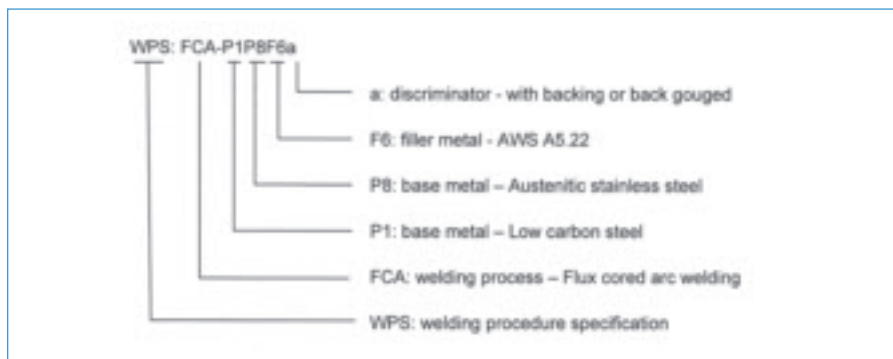 WPS: FCA-P1P8F6a
a: discriminator - with backing or back gouged
F6: filler metal - AWS A5.22
P8: base metal – Austenitic stainless steel
P1: base metal – Low carbon steel
FCA: welding process – Flux cored arc welding
WPS: welding procedure specification